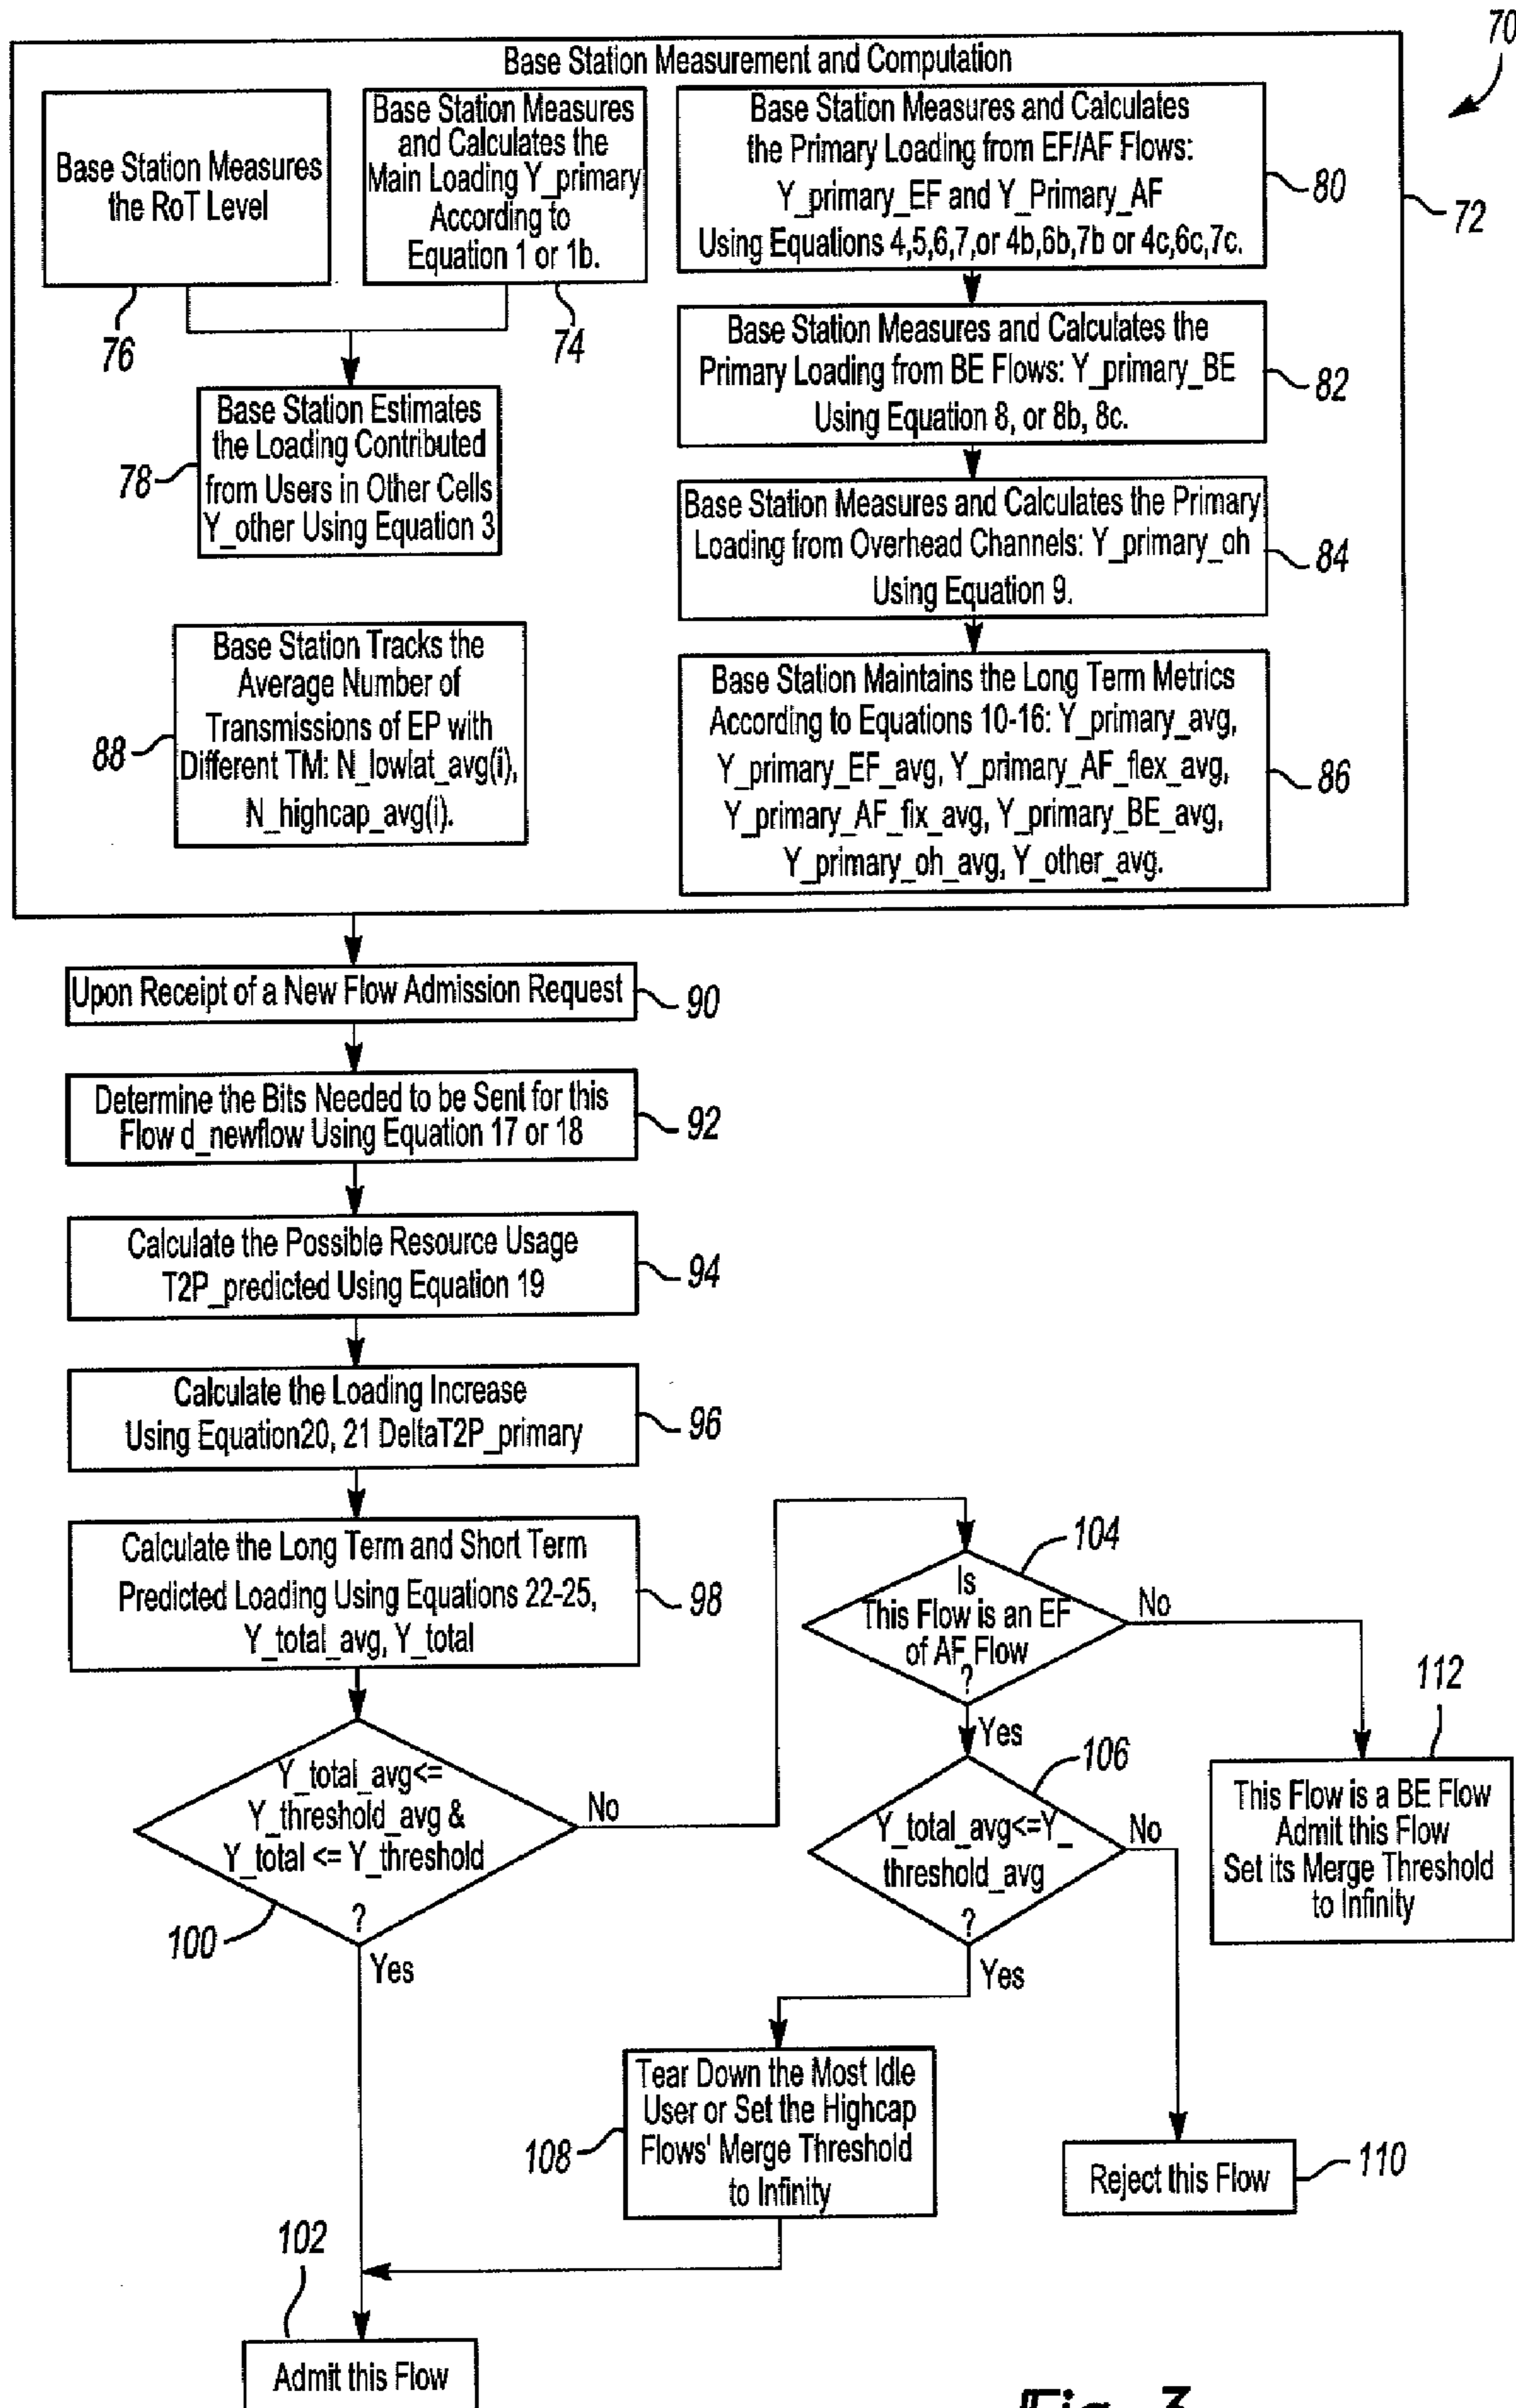 70
Base Station Measurement and Computation
72
Base Station Measures
the RoT Level
76
Base Station Measures
and Calculates the
Main Loading Y_primary
According to
Equation 1 or 1b.
74
Base Station Estimates
the Loading Contributed
from Users in Other Cells
Y_other Using Equation 3
78
Base Station Tracks the
Average Number of
Transmissions of EP with
Different TM: N_lowlat_avg(i),
N_highcap_avg(i).
88
Base Station Measures and Calculates
the Primary Loading from EF/AF Flows:
Y_primary_EF and Y_Primary_AF
Using Equations 4,5,6,7,or 4b,6b,7b or 4c,6c,7c.
80
Base Station Measures and Calculates the
Primary Loading from BE Flows: Y_primary_BE
Using Equation 8, or 8b, 8c.
82
Base Station Measures and Calculates the Primary
Loading from Overhead Channels: Y_primary_oh
Using Equation 9.
84
Base Station Maintains the Long Term Metrics
According to Equations 10-16: Y_primary_avg,
Y_primary_EF_avg, Y_primary_AF_flex_avg,
Y_primary_AF_fix_avg, Y_primary_BE_avg,
Y_primary_oh_avg, Y_other_avg.
86
Upon Receipt of a New Flow Admission Request
90
Determine the Bits Needed to be Sent for this
Flow d_newflow Using Equation 17 or 18
92
Calculate the Possible Resource Usage
T2P_predicted Using Equation 19
94
Calculate the Loading Increase
Using Equation20, 21 DeltaT2P_primary
96
Calculate the Long Term and Short Term
Predicted Loading Using Equations 22-25,
Y_total_avg, Y_total
98
Y_total_avg<=
Y_threshold_avg &
Y_total <= Y_threshold
?
100
No
Yes
104
Is
This Flow is an EF
of AF Flow
?
No
Yes
106
Y_total_avg<=Y_
threshold_avg
?
No
Yes
112
This Flow is a BE Flow
Admit this Flow
Set its Merge Threshold
to Infinity
Tear Down the Most Idle
User or Set the Highcap
Flows' Merge Threshold
to Infinity
108
Reject this Flow
110
102
Admit this Flow
Fig. 3